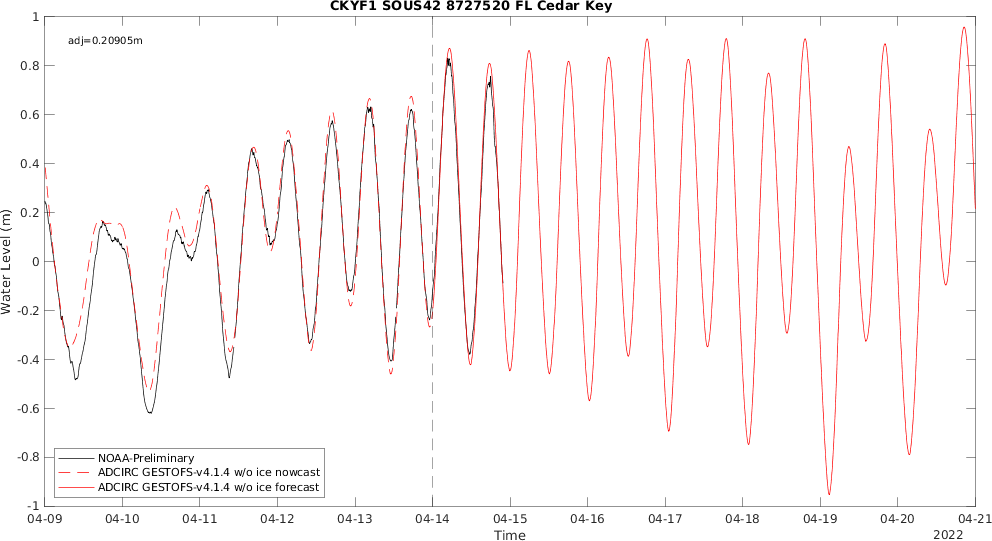 CKYF1 SOUS42 8727520 FL Cedar Key
adj=0.20905m
1
0.8
0.6
0.4
0.2
0
-0.2
-0.4
-0.6
-0.8
-1
Water Level (m)
NOAA-Preliminary
ADCIRC GESTOFS-v4.1.4 w/o ice nowcast
ADCIRC GESTOFS-v4.1.4 w/o ice forecast
04-09 04-10 04-11 04-12 04-13 04-14 04-15 04-16 04-17 04-18 04-19 04-20 04-21
Time
2022